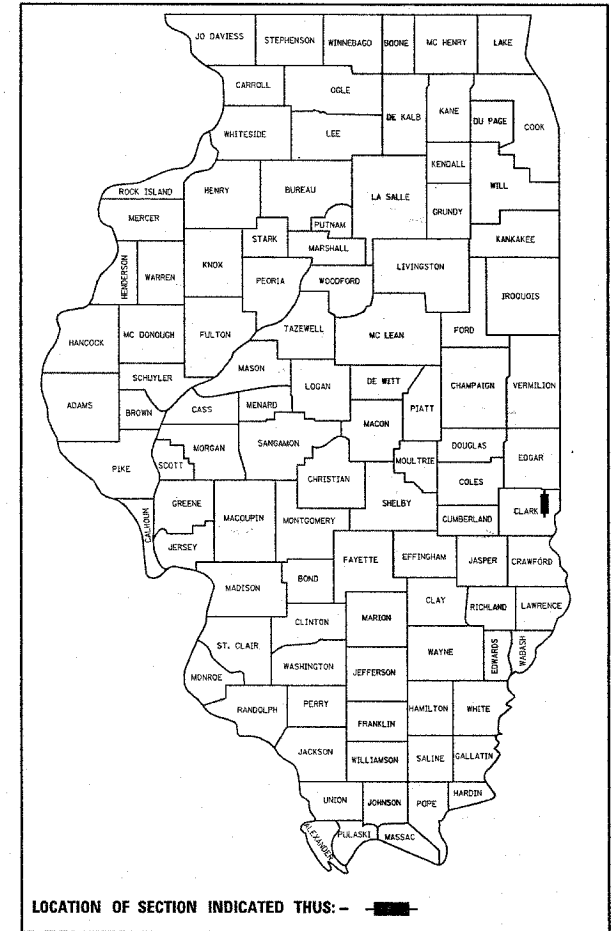 JO DAVIESS STEPHENSON WINNEBAGO BOONE MC HENRY LAKE
CARROLL OGLE DE KALB KANE DU PAGE COOK
WHITESIDE LEE KENDALL WILL
ROCK ISLAND HENRY BUREAU LA SALLE GRUNDY
MERCER PUTNAM KANKAKEE
HENDERSON WARREN KNOX STARK MARSHALL LIVINGSTON
PEORIA WOODFORD IROQUOIS
HANCOCK MC DONOUGH FULTON TAZEWELL MC LEAN FORD
SCHUYLER MASON LOGAN DE WITT CHAMPAIGN VERMILION
ADAMS BROWN CASS MENARD MACON PIATT
PIKE SCOTT MORGAN SANGAMON CHRISTIAN MOULTRIE DOUGLAS EDGAR
COLES
CALHOUN GREENE MACOUPIN MONTGOMERY SHELBY CUMBERLAND CLARK
JERSEY FAYETTE EFFINGHAM JASPER CRAWFORD
MADISON BOND CLAY RICHLAND LAWRENCE
CLINTON MARION
ST. CLAIR WASHINGTON JEFFERSON WAYNE EDWARDS WABASH
MONROE
RANDOLPH PERRY FRANKLIN HAMILTON WHITE
JACKSON WILLIAMSON SALINE GALLATIN
UNION JOHNSON POPE HARDIN
ALEXANDER PULASKI MASSAC
LOCATION OF SECTION INDICATED THUS: -